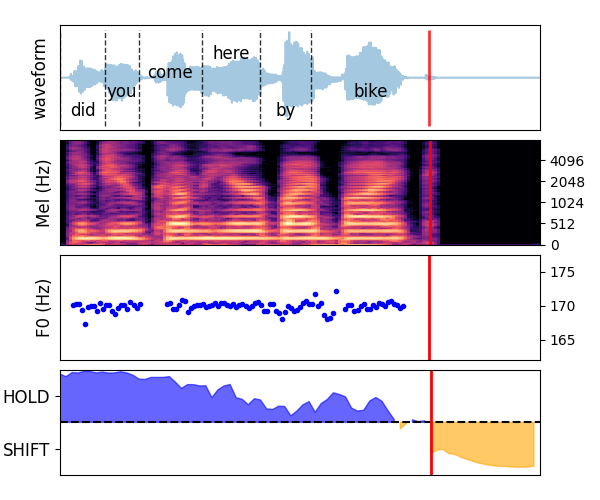 waveform
did
you
come
here
by
bike
Mel (Hz)
4096
2048
1024
512
0
F0 (Hz)
175
170
165
HOLD
SHIFT